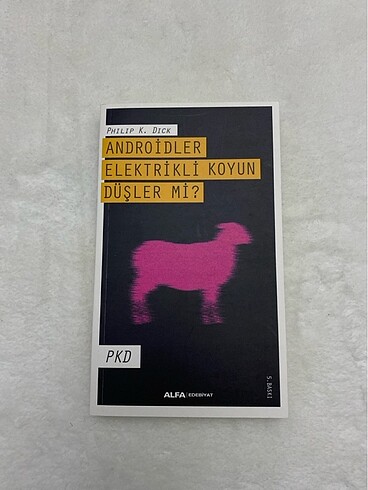 PHILIP K. DICK
ANDROİDLER
ELEKTRİKLİ KOYUN
DÜŞLER Mİ?
PKD
ALFA | EDEBİYAT
5. BASKI